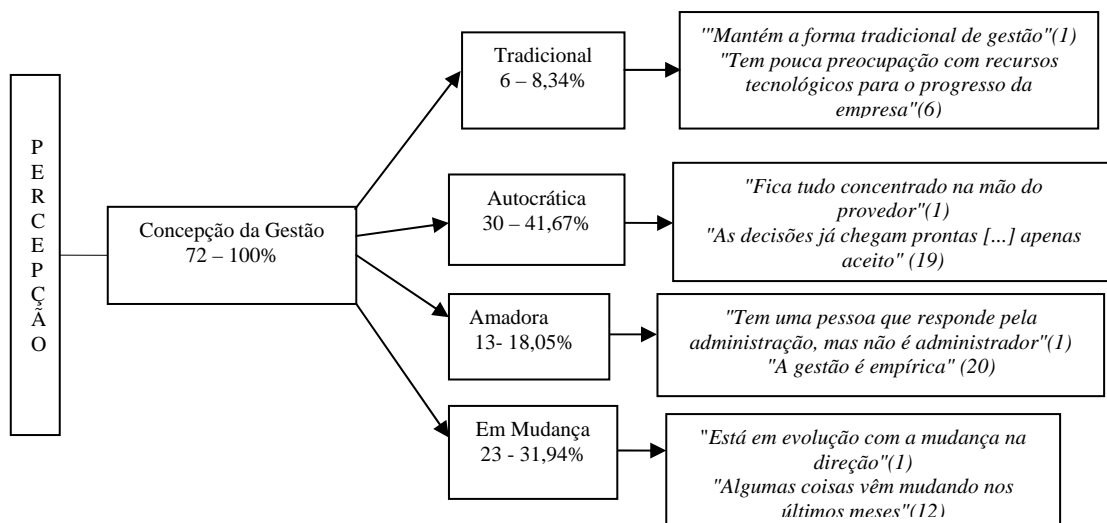 PERCEPÇÃO
Concepção da Gestão
72 – 100%
Tradicional
6 – 8,34%
'"Mantém a forma tradicional de gestão"(1)
"Tem pouca preocupação com recursos
tecnológicos para o progresso da
empresa"(6)
Autocrática
30 – 41,67%
"Fica tudo concentrado na mão do
provedor"(1)
"As decisões já chegam prontas [...] apenas
aceito" (19)
Amadora
13- 18,05%
"Tem uma pessoa que responde pela
administração, mas não é administrador"(1)
"A gestão é empírica" (20)
Em Mudança
23 - 31,94%
"Está em evolução com a mudança na
direção"(1)
"Algumas coisas vêm mudando nos
últimos meses"(12)